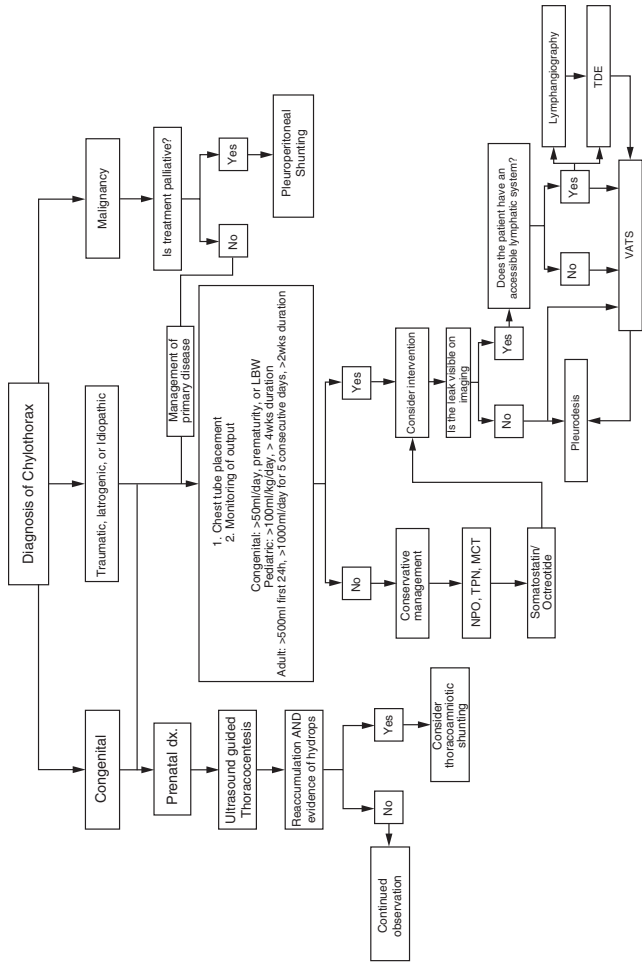 Diagnosis of Chylothorax
Congenital
Traumatic, Iatrogenic, or Idiopathic
Malignancy
Prenatal dx.
Ultrasound guided
Thoracocentesis
Reaccumulation AND
evidence of hydrops
No
Yes
Continued
observation
Consider
thoracoamniotic
shunting
Is treatment palliative?
No
Yes
Pleuroperitoneal
Shunting
Management of
primary disease
1. Chest tube placement
2. Monitoring of output
Congenital: >50ml/day, prematurity, or LBW
Pediatric: >100ml/kg/day, > 4wks duration
Adult: >500ml first 24h, >1000ml/day for 5 consecutive days, >2wks duration
No
Yes
Conservative
management
NPO, TPN, MCT
Somatostatin/
Octreotide
Consider intervention
Is the leak visible on
imaging
No
Yes
Does the patient have an
accessible lymphatic system?
No
Yes
Lymphangiography
TDE
Pleurodesis
VATS